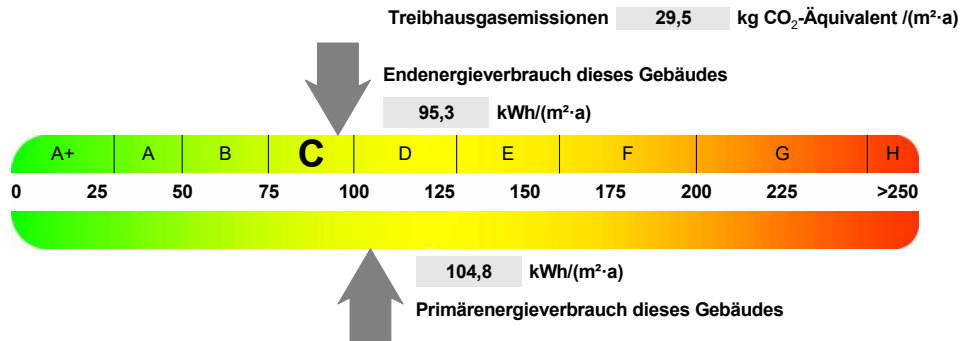 Treibhausgasemissionen 29,5 kg CO₂-Äquivalent /(m²·a)
Endenergieverbrauch dieses Gebäudes
95,3 kWh/(m²·a)
A+ A B C D E F G H
0 25 50 75 100 125 150 175 200 225 >250
104,8 kWh/(m²·a)
Primärenergieverbrauch dieses Gebäudes